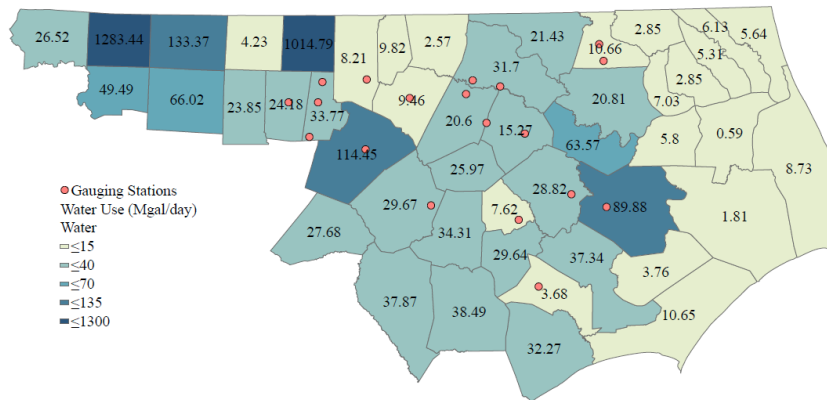 26.52 1283.44 133.37 4.23 1014.79 8.21 9.82 2.57 21.43 2.85 6.13 5.64
10.66 5.31
31.7
49.49 66.02 23.85 24.18 33.77 9.46 20.6 15.27 20.81 7.03 2.85
114.45 63.57 5.8 0.59
25.97 8.73
Gauging Stations
Water Use (Mgal/day)
Water
≤15
≤40
≤70
≤135
≤1300
29.67 7.62 28.82 89.88
27.68 34.31 1.81
29.64 37.34 3.76
37.87 38.49 3.68 10.65
32.27